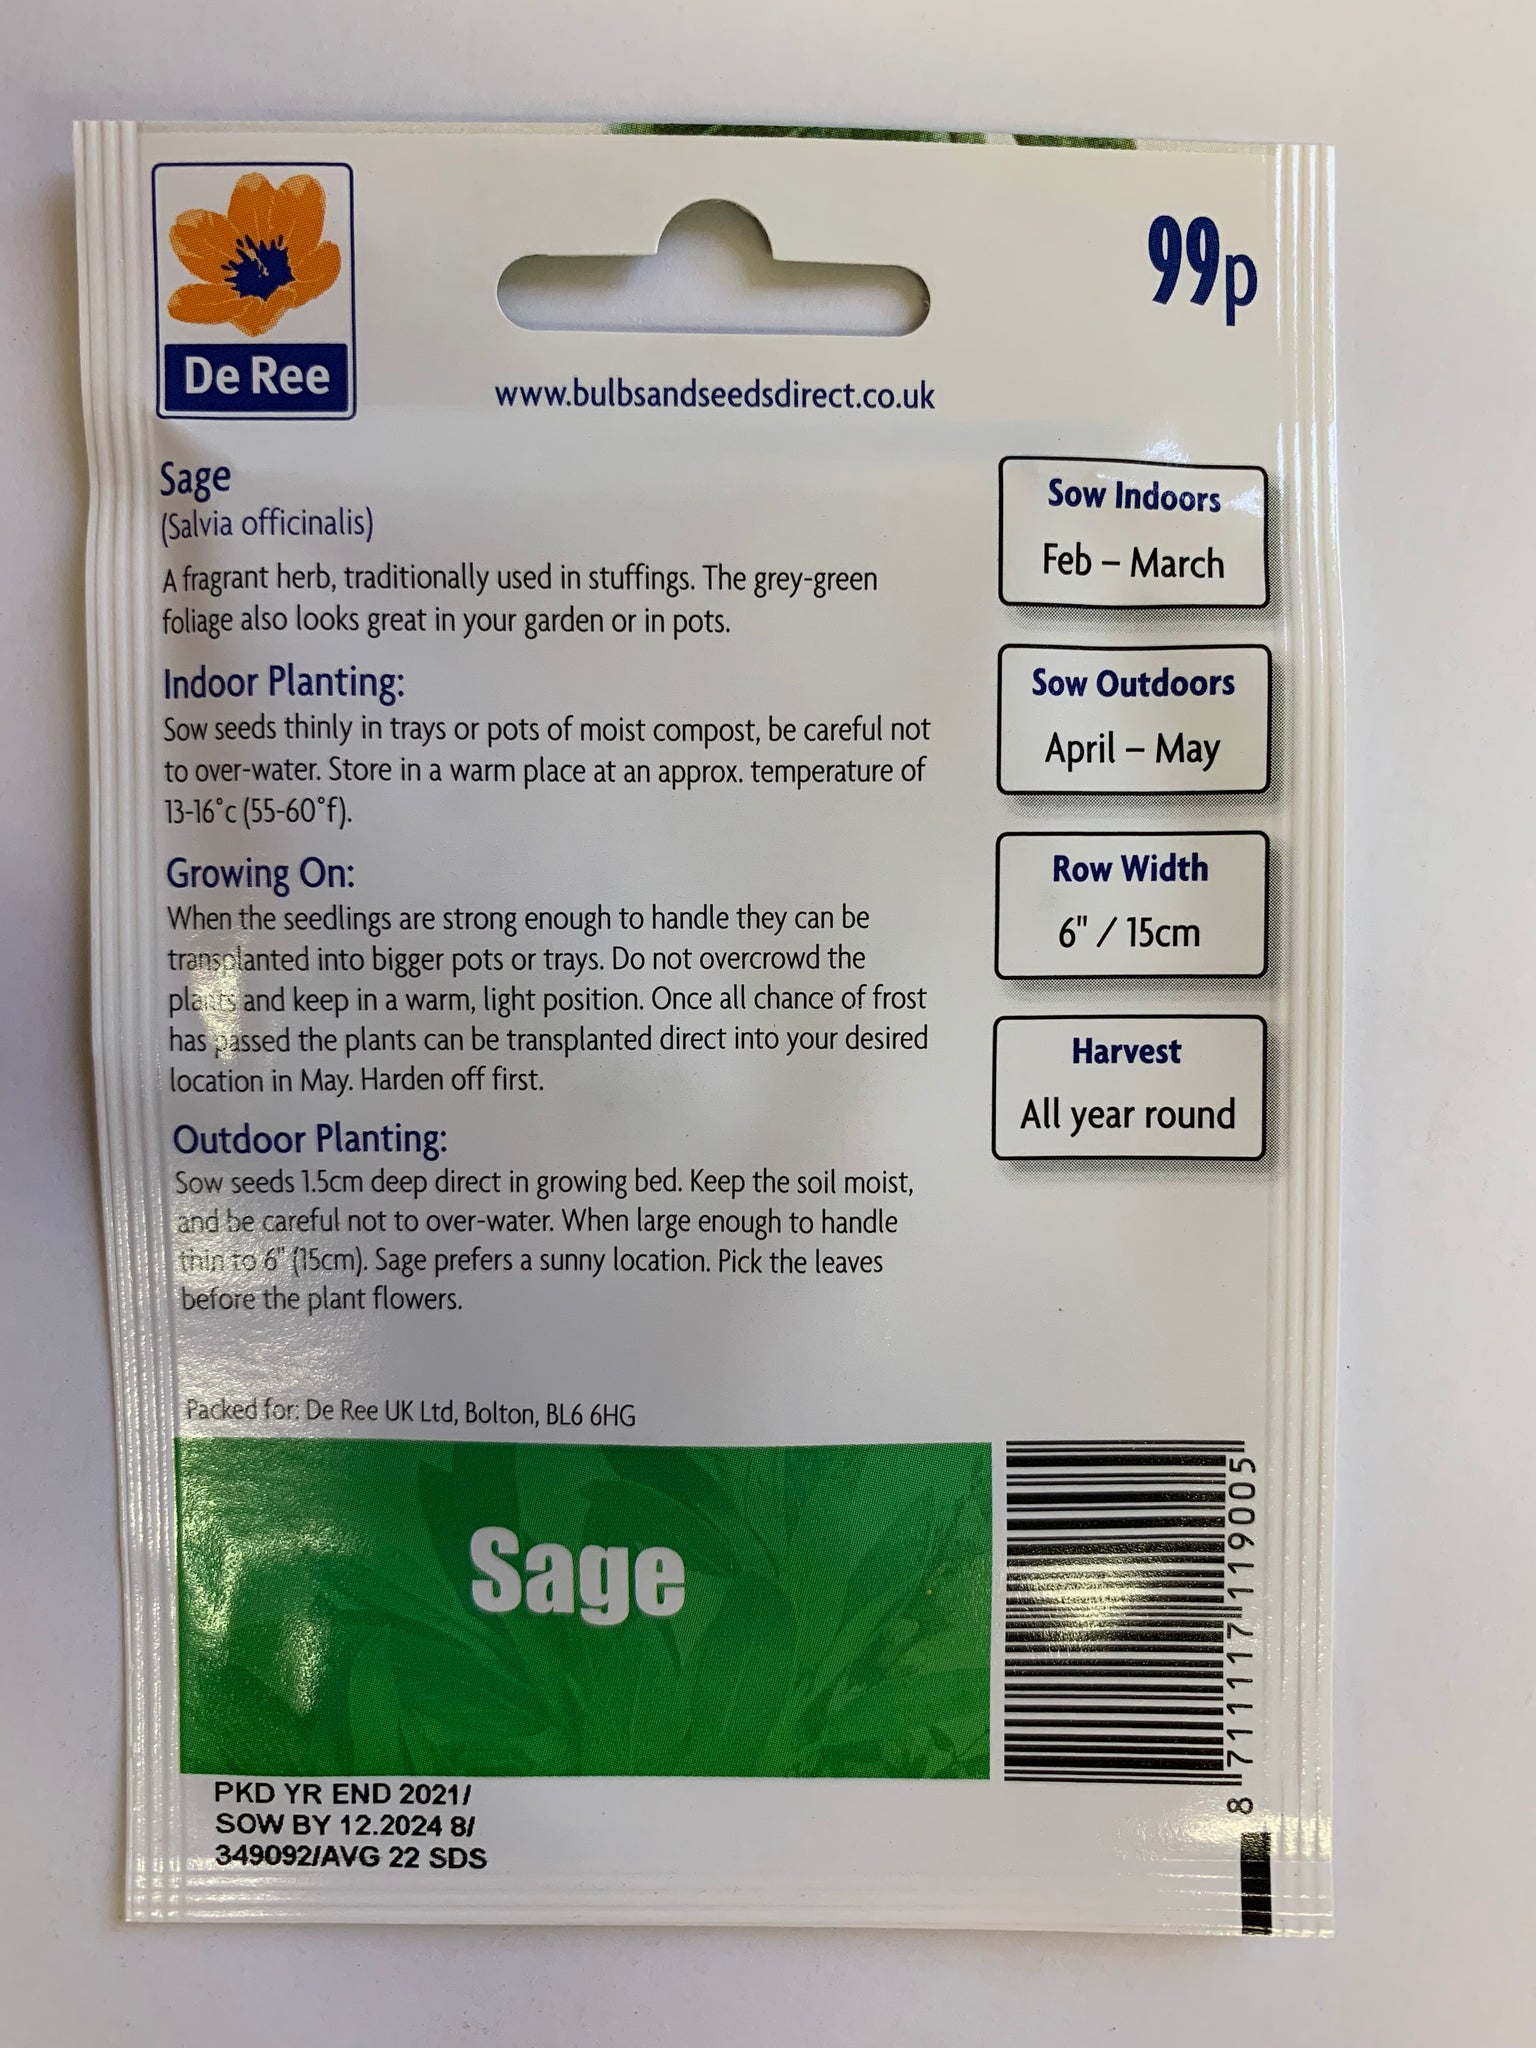 De Ree
99p
www.bulbsandseedsdirect.co.uk
Sage
(Salvia officinalis)
A fragrant herb, traditionally used in stuffings. The grey-green
foliage also looks great in your garden or in pots.
Indoor Planting:
Sow seeds thinly in trays or pots of moist compost, be careful not
to over-water. Store in a warm place at an approx. temperature of
13-16°c (55-60°f).
Growing On:
When the seedlings are strong enough to handle they can be
transplanted into bigger pots or trays. Do not overcrowd the
plants and keep in a warm, light position. Once all chance of frost
has passed the plants can be transplanted direct into your desired
location in May. Harden off first.
Outdoor Planting:
Sow seeds 1.5cm deep direct in growing bed. Keep the soil moist,
and be careful not to over-water. When large enough to handle
thin to 6" (15cm). Sage prefers a sunny location. Pick the leaves
before the plant flowers.
Sow Indoors
Feb – March
Sow Outdoors
April – May
Row Width
6" / 15cm
Harvest
All year round
Packed for: De Ree UK Ltd, Bolton, BL6 6HG
Sage
8 711117 119005
PKD YR END 2021/
SOW BY 12.2024 8/
349092/AVG 22 SDS